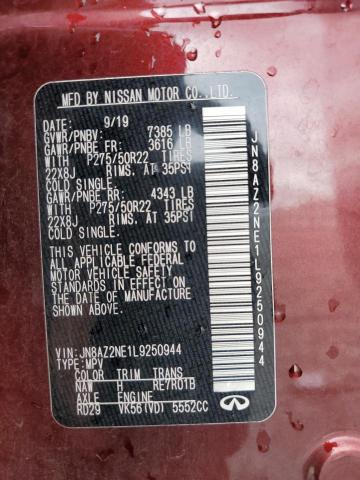 MFD BY NISSAN MOTOR CO.,LTD.
DATE: 9/19
GVWR/PNBV: 7385 LB
GAWR/PNBE FR: 3616 LB
WITH P275/50R22 TIRES
22X8J RIMS. AT 35PSI
COLD SINGLE.
GAWR/PNBE RR: 4343 LB
WITH P275/50R22 TIRES
22X8J RIMS. AT 35PSI
COLD SINGLE.
THIS VEHICLE CONFORMS TO
ALL APPLICABLE FEDERAL
MOTOR VEHICLE SAFETY
STANDARDS IN EFFECT ON
THE DATE OF MANUFACTURE
SHOWN ABOVE.
VIN:JN8AZ2NE1L9250944
TYPE:MPV
COLOR TRIM TRANS
NAW H RE7R01B
AXLE ENGINE
RD29 VK56(VD) 5552CC
JN8AZ2NE1L9250944